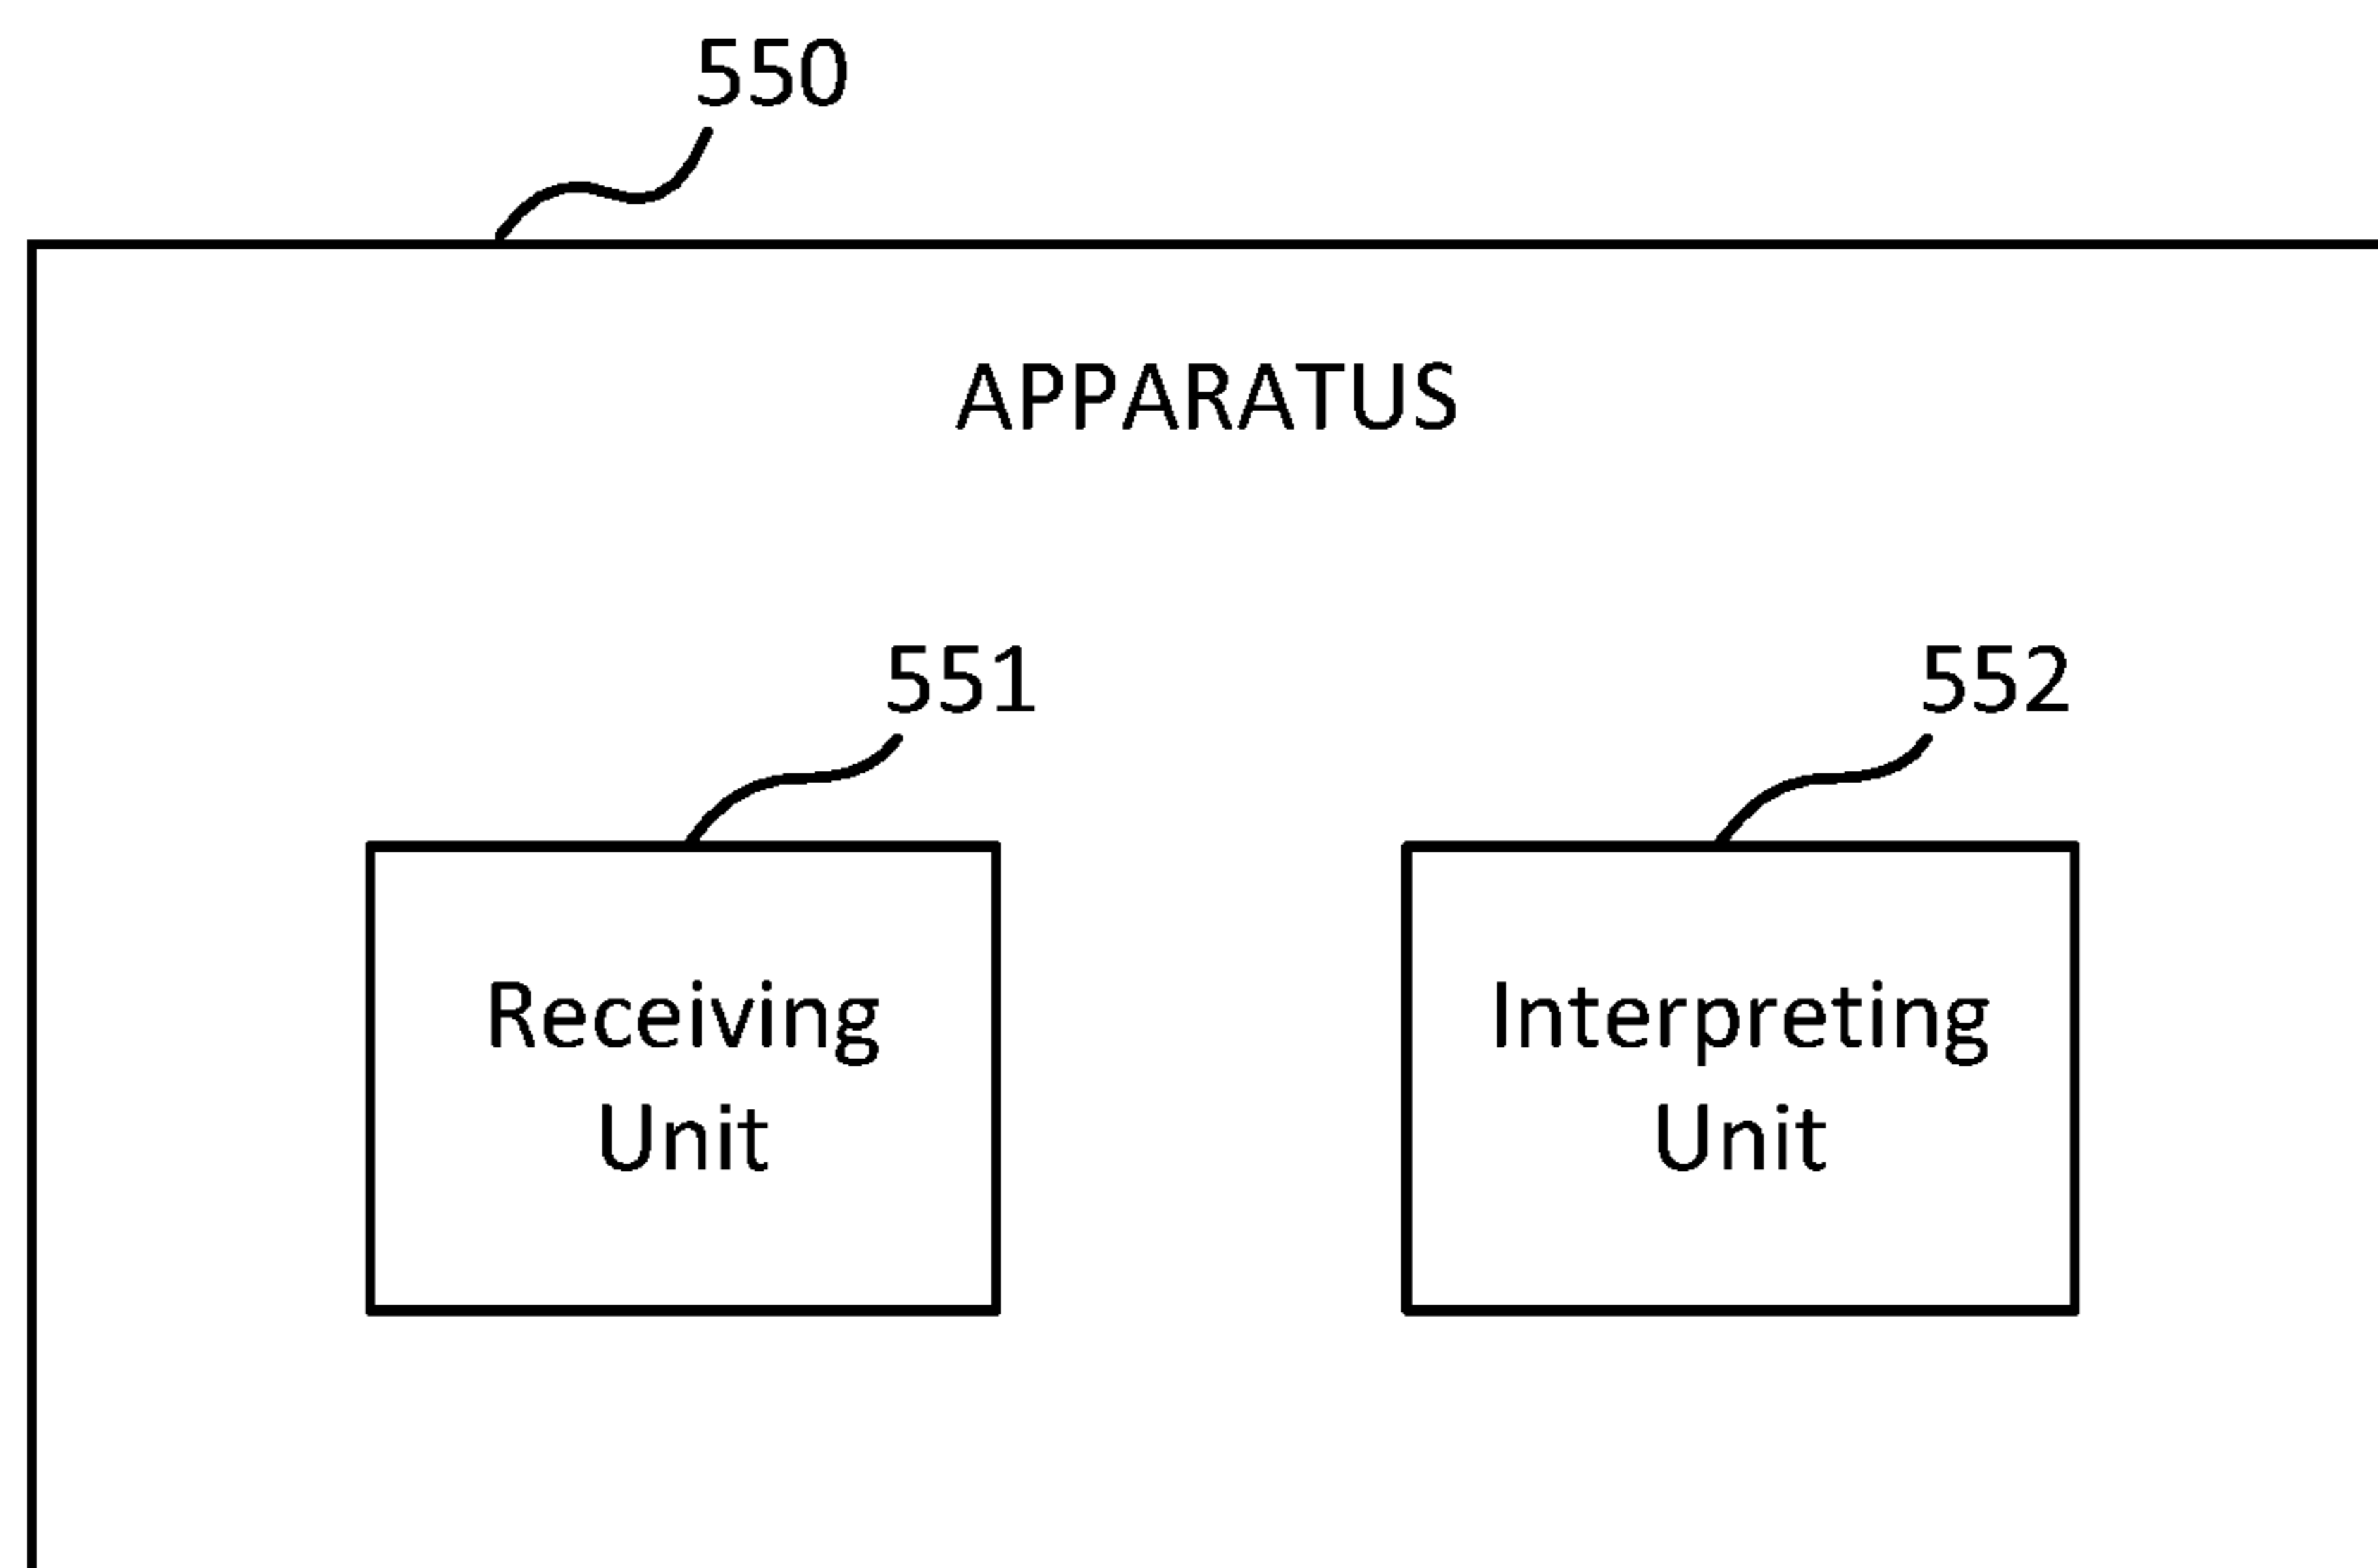 550
APPARATUS
551
552
Receiving
Unit
Interpreting
Unit